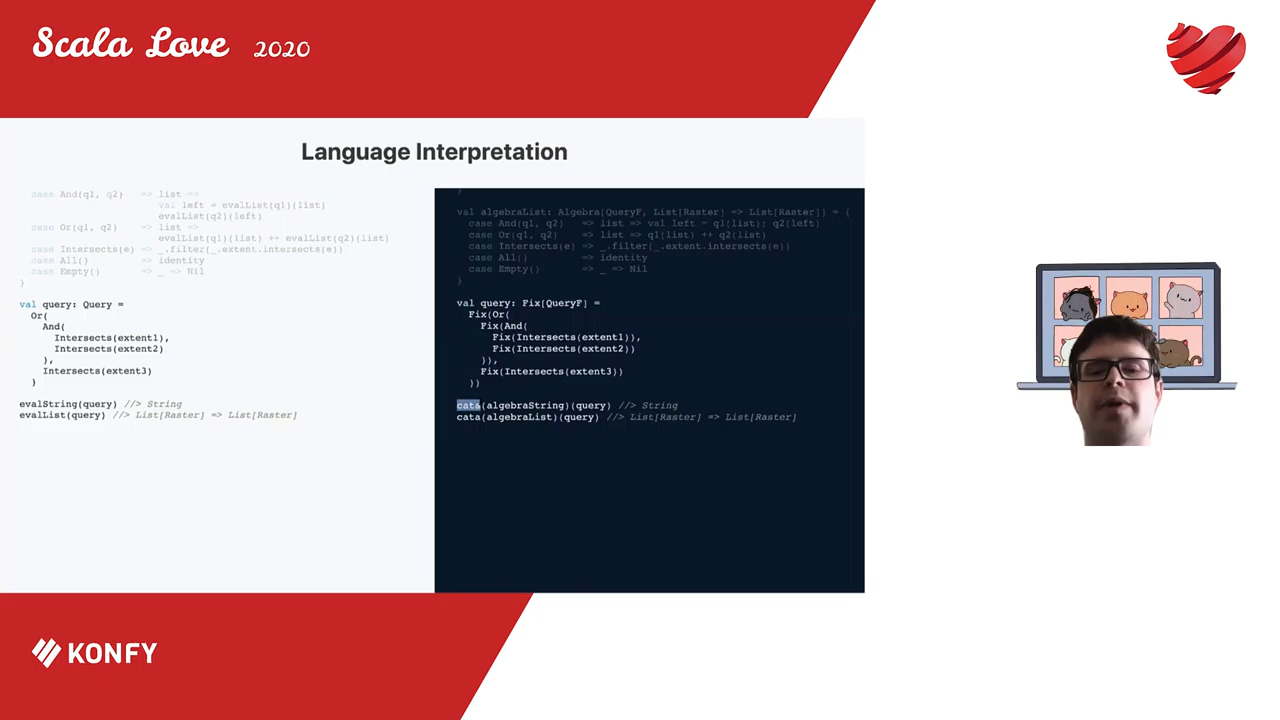 Scala Love 2020
Language Interpretation
case And(q1, q2) => list =>
val left = evalList(q1)(list)
evalList(q2)(left)
case Or(q1, q2) => list =>
evalList(q1)(list) ++ evalList(q2)(list)
case Intersects(e) => _.filter(_.extent.intersects(e))
case All() => identity
case Empty() => _ => Nil
}
val query: Query =
Or(
And(
Intersects(extent1),
Intersects(extent2)
),
Intersects(extent3)
)
evalString(query) //> String
evalList(query) //> List[Raster] => List[Raster]
}
val algebraList: Algebra[QueryF, List[Raster] => List[Raster]] = {
case And(q1, q2) => list => val left = q1(list); q2(left)
case Or(q1, q2) => list => q1(list) ++ q2(list)
case Intersects(e) => _.filter(_.extent.intersects(e))
case All() => identity
case Empty() => _ => Nil
}
val query: Fix[QueryF] =
Fix(Or(
Fix(And(
Fix(Intersects(extent1)),
Fix(Intersects(extent2))
)),
Fix(Intersects(extent3))
))
cata(algebraString)(query) //> String
cata(algebraList)(query) //> List[Raster] => List[Raster]
KONFY